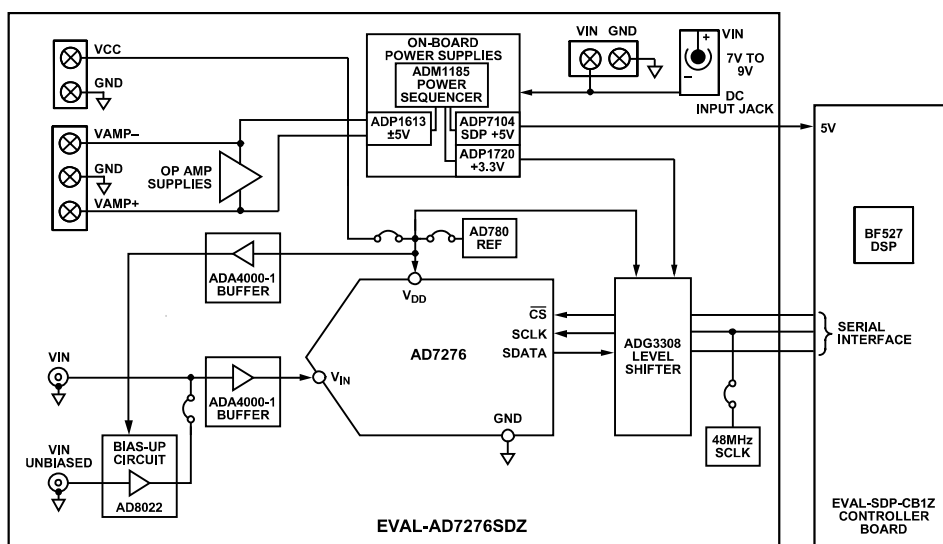 VCC
GND
VAMP–
GND
VAMP+
OP AMP
SUPPLIES
ON-BOARD
POWER SUPPLIES
ADM1185
POWER
SEQUENCER
ADP1613
±5V
ADP7104
SDP +5V
ADP1720
+3.3V
VIN
GND
VIN
+
–
7V TO
9V
DC
INPUT JACK
5V
BF527
DSP
AD780
REF
ADA4000-1
BUFFER
VDD
CS
SCLK
SDATA
AD7276
ADG3308
LEVEL
SHIFTER
SERIAL
INTERFACE
VIN
ADA4000-1
BUFFER
VIN
GND
48MHz
SCLK
VIN
UNBIASED
BIAS-UP
CIRCUIT
AD8022
EVAL-AD7276SDZ
EVAL-SDP-CB1Z
CONTROLLER
BOARD